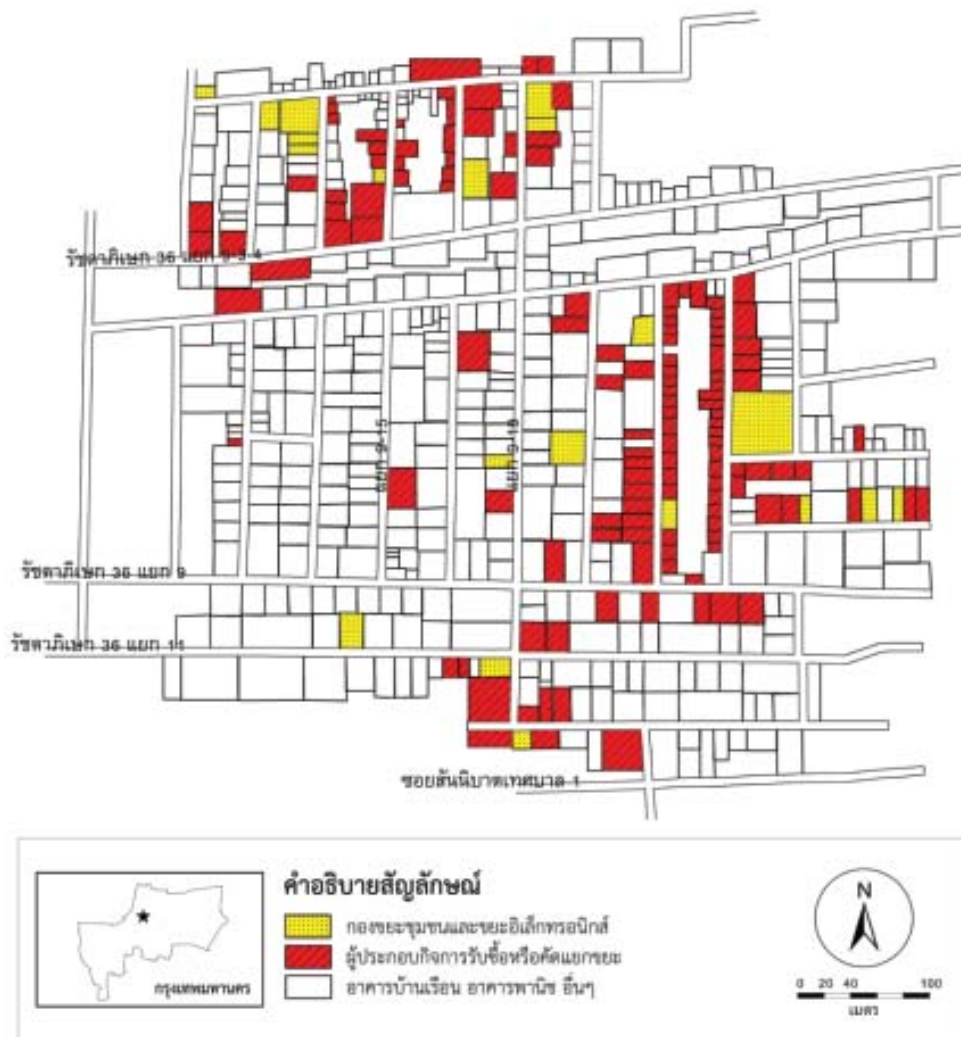 รัชดาภิเษก 36 แยก 9-3-4
แยก 9-15
แยก 9-18
รัชดาภิเษก 36 แยก 9
รัชดาภิเษก 36 แยก 11
ซอยสันนิบาตเทศบาล 1
คำอธิบายสัญลักษณ์
กองขยะชุมชนและขยะอิเล็กทรอนิกส์
ผู้ประกอบกิจการรับซื้อหรือคัดแยกขยะ
อาคารบ้านเรือน อาคารพานิช อื่นๆ
กรุงเทพมหานคร
N
0 20 40 60 100
เมตร